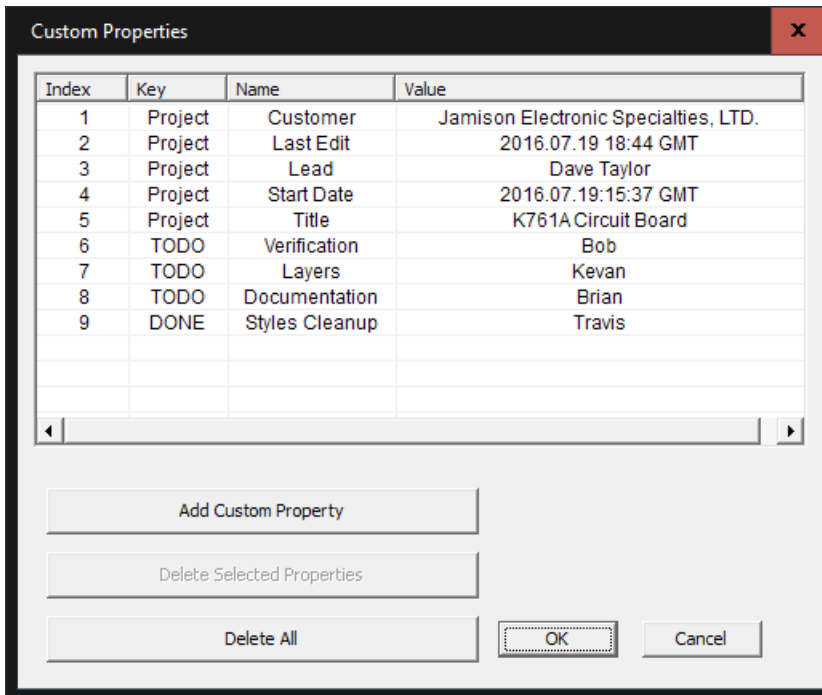 Custom Properties
x
Index Key Name Value
1 Project Customer Jamison Electronic Specialties, LTD.
2 Project Last Edit 2016.07.19 18:44 GMT
3 Project Lead Dave Taylor
4 Project Start Date 2016.07.19:15:37 GMT
5 Project Title K761A Circuit Board
6 TODO Verification Bob
7 TODO Layers Kevan
8 TODO Documentation Brian
9 DONE Styles Cleanup Travis
Add Custom Property
Delete Selected Properties
Delete All OK Cancel